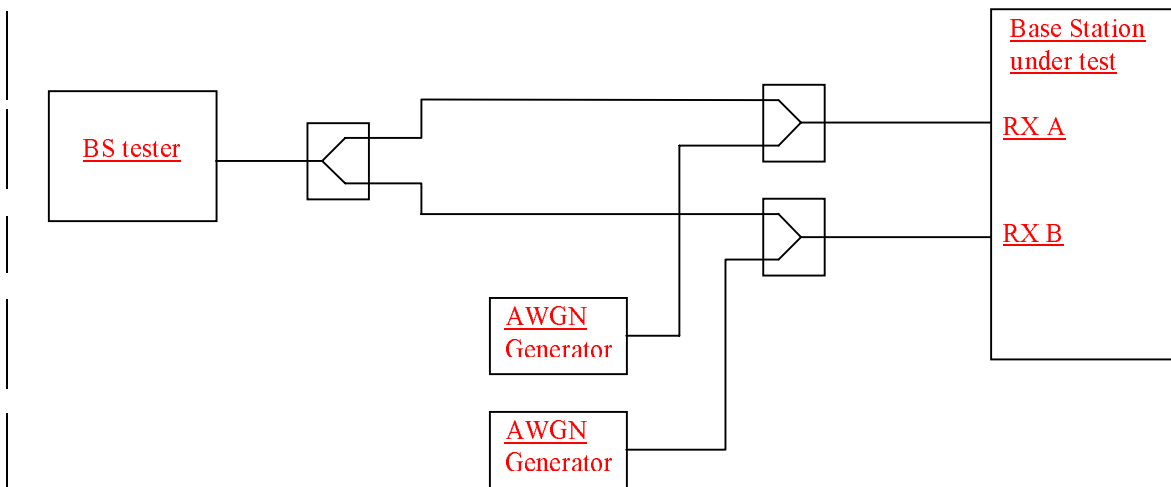 Base Station
under test
BS tester
RX A
RX B
AWGN
Generator
AWGN
Generator